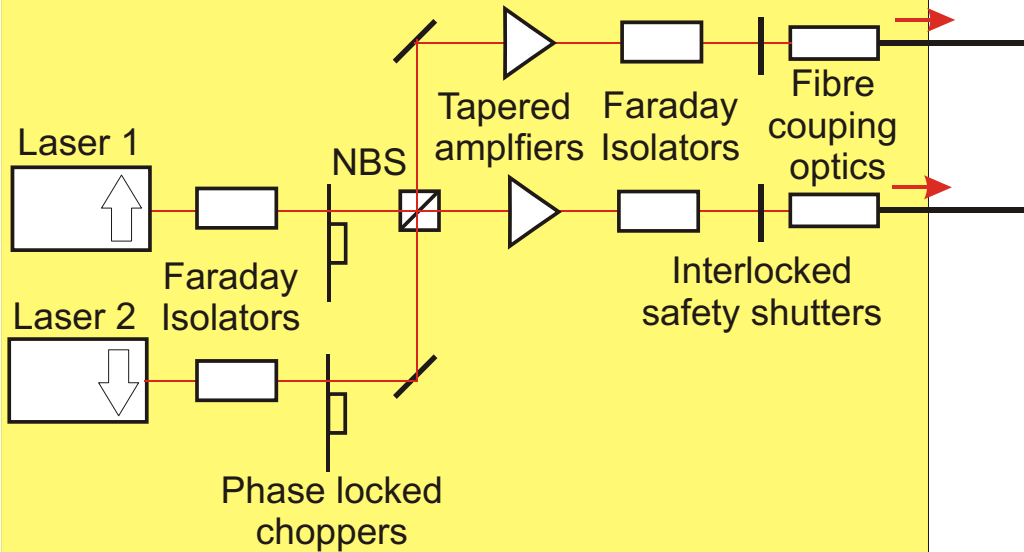 Laser 1
NBS
Tapered
amplfiers
Faraday
Isolators
Fibre
couping
optics
Faraday
Isolators
Laser 2
Interlocked
safety shutters
Phase locked
choppers